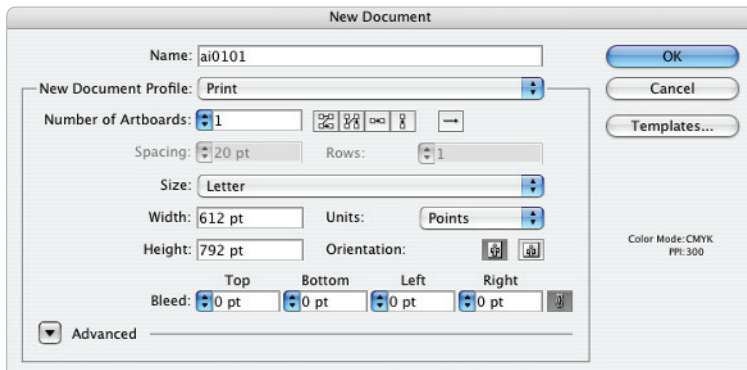 New Document
Name: ai0101
OK
New Document Profile: Print
Cancel
Number of Artboards: 1
Templates...
Spacing: 20 pt Rows: 1
Size: Letter
Width: 612 pt Units: Points
Height: 792 pt Orientation:
Color Mode:CMYK
PPI:300
Top Bottom Left Right
Bleed: 0 pt 0 pt 0 pt 0 pt
Advanced